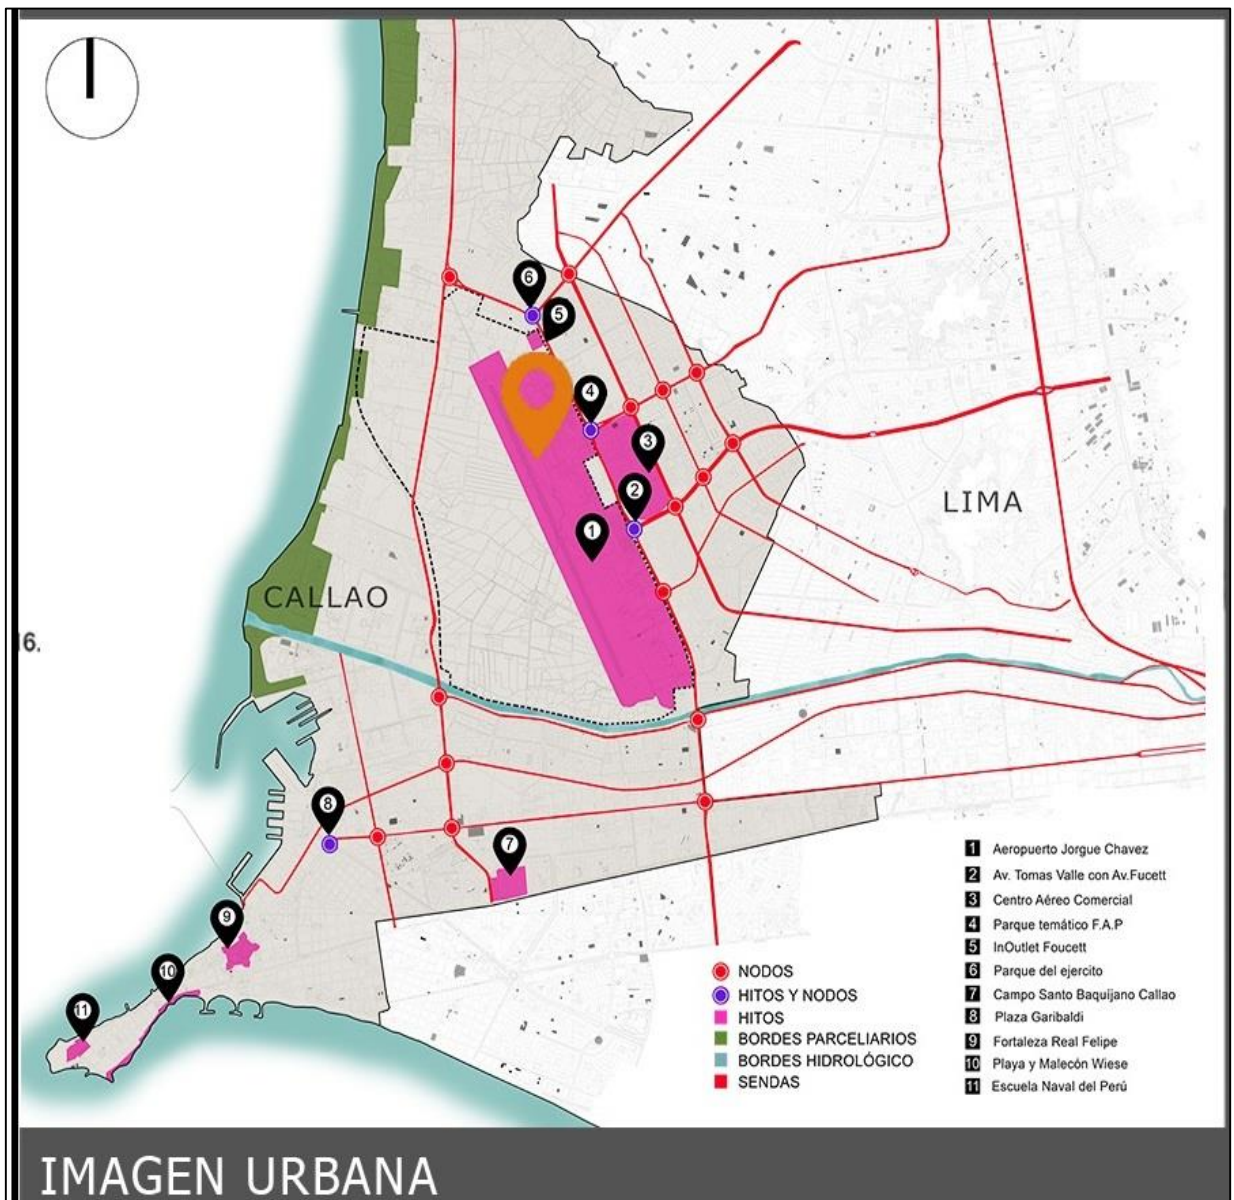 6
5
4
3
2
1
LIMA
CALLAO
16.
8
7
9
10
11
1 Aeropuerto Jorgue Chavez
2 Av. Tomas Valle con Av.Fucett
3 Centro Aéreo Comercial
4 Parque temático F.A.P
5 InOutlet Foucett
6 Parque del ejercito
7 Campo Santo Baquijano Callao
8 Plaza Garibaldi
9 Fortaleza Real Felipe
10 Playa y Malecón Wiese
11 Escuela Naval del Perú
NODOS
HITOS Y NODOS
HITOS
BORDES PARCELIARIOS
BORDES HIDROLÓGICO
SENDAS
IMAGEN URBANA